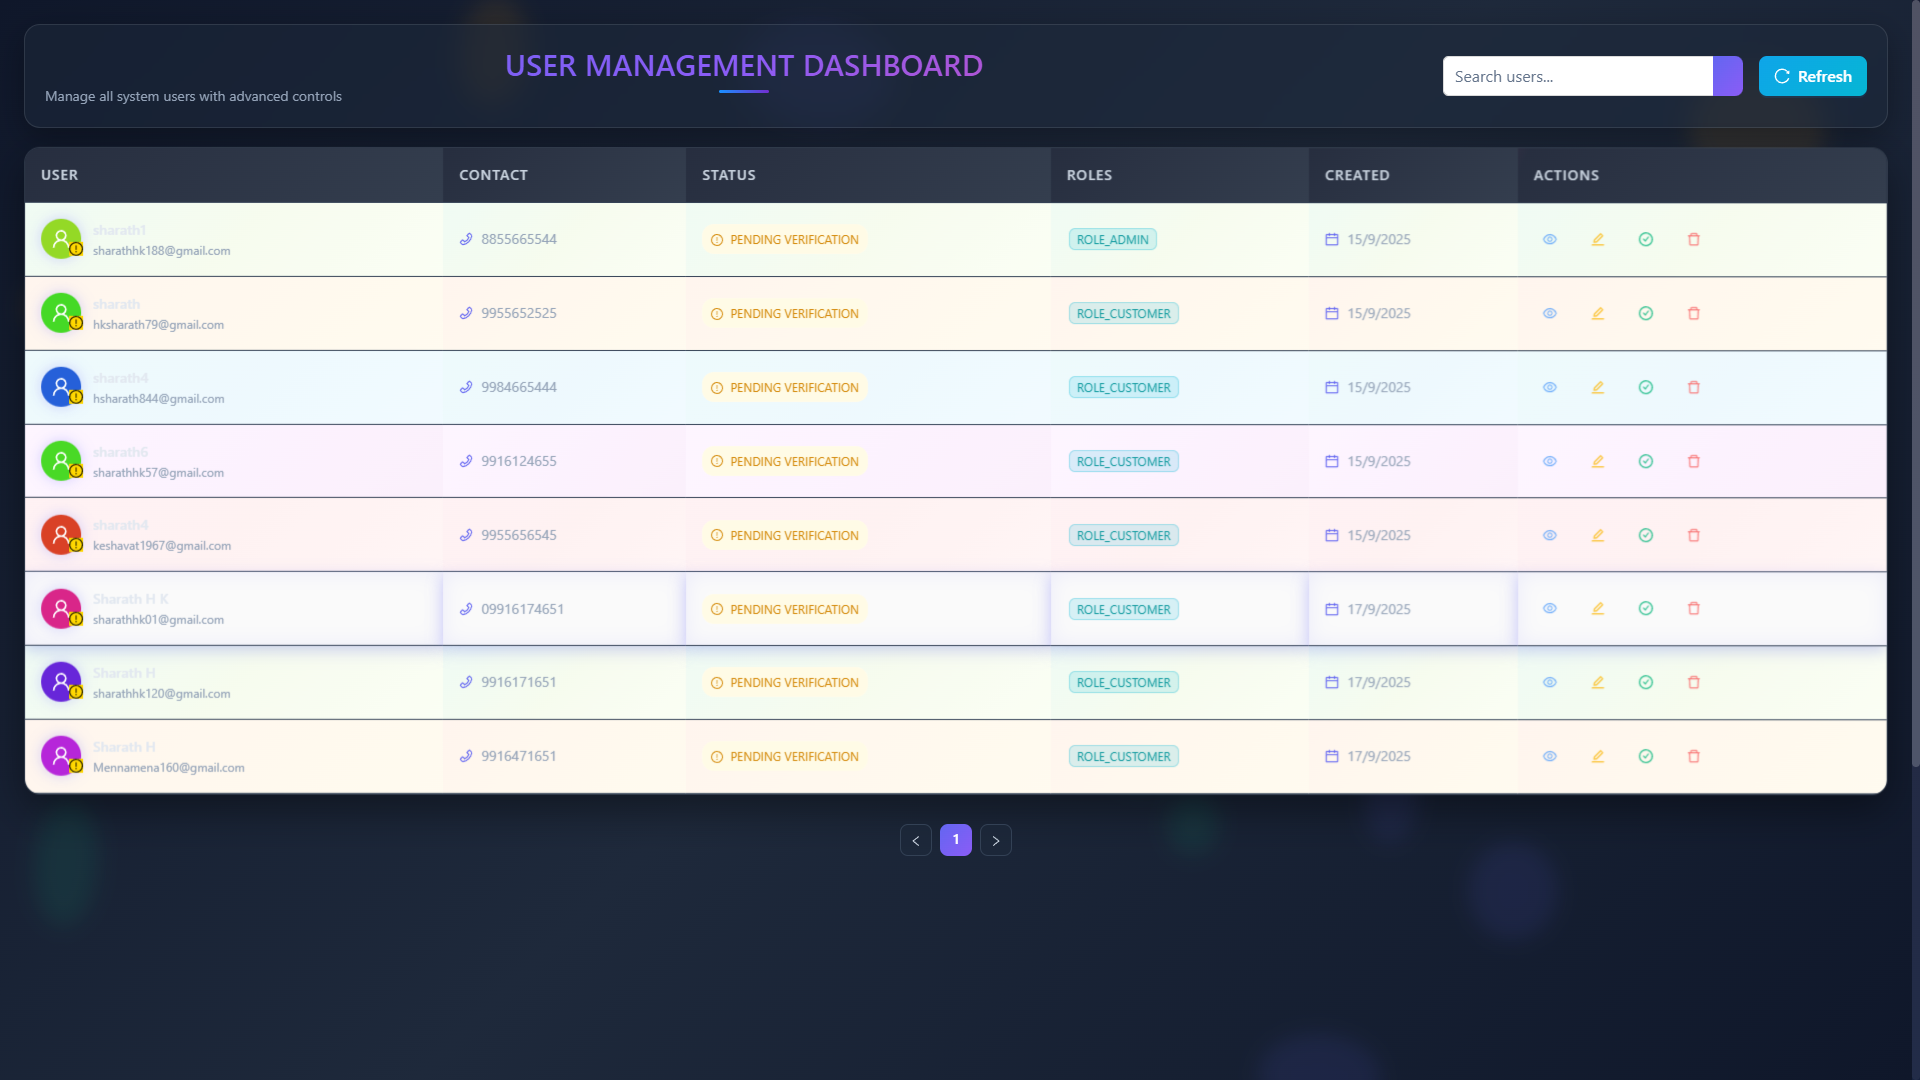 USER MANAGEMENT DASHBOARD
Manage all system users with advanced controls
Search users...
Refresh
USER CONTACT STATUS ROLES CREATED ACTIONS
sharath1
sharathhk188@gmail.com
8855665544 PENDING VERIFICATION ROLE_ADMIN 15/9/2025
sharath
hksharath79@gmail.com
9955652525 PENDING VERIFICATION ROLE_CUSTOMER 15/9/2025
sharath4
hsharath844@gmail.com
9984665444 PENDING VERIFICATION ROLE_CUSTOMER 15/9/2025
sharath6
sharathhk57@gmail.com
9916124655 PENDING VERIFICATION ROLE_CUSTOMER 15/9/2025
sharath4
keshavat1967@gmail.com
9955656545 PENDING VERIFICATION ROLE_CUSTOMER 15/9/2025
Sharath H K
sharathhk01@gmail.com
09916174651 PENDING VERIFICATION ROLE_CUSTOMER 17/9/2025
Sharath H
sharathhk120@gmail.com
9916171651 PENDING VERIFICATION ROLE_CUSTOMER 17/9/2025
Sharath H
Mennamena160@gmail.com
9916471651 PENDING VERIFICATION ROLE_CUSTOMER 17/9/2025
1